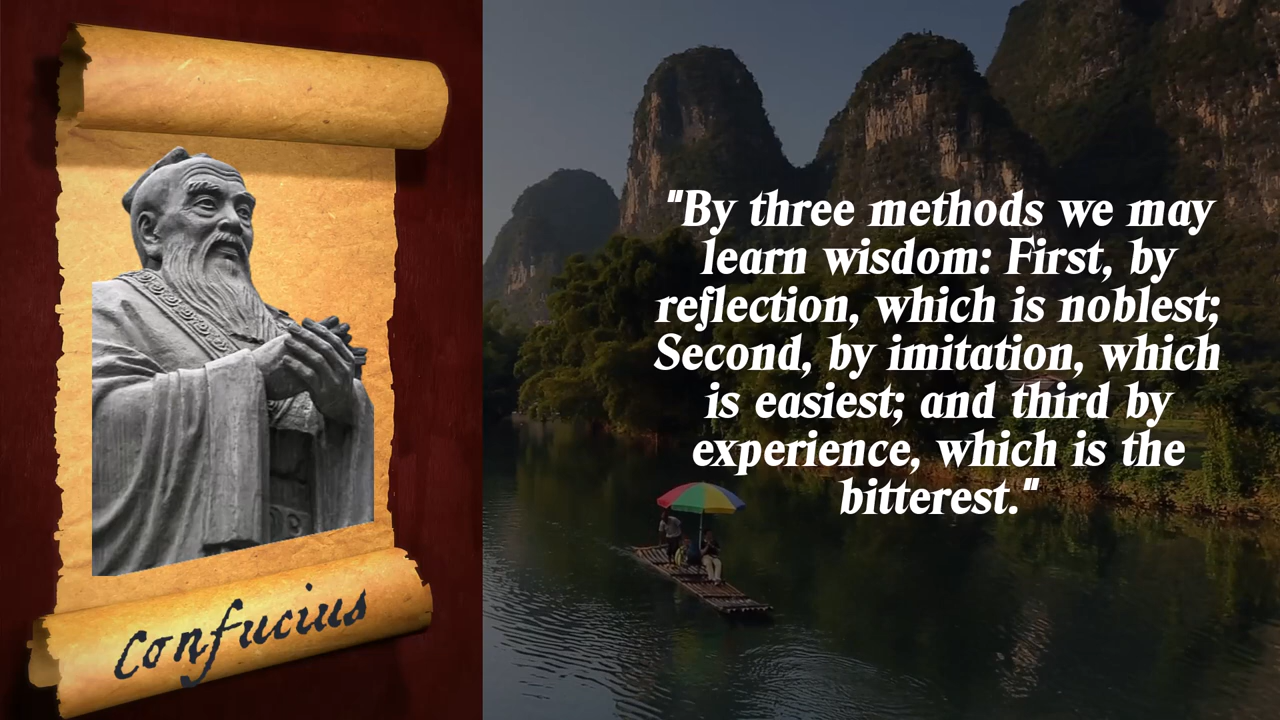 Confucius
"By three methods we may
learn wisdom: First, by
reflection, which is noblest;
Second, by imitation, which
is easiest; and third by
experience, which is the
bitterest."